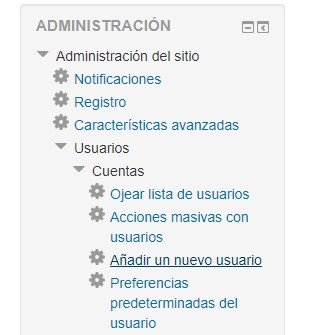 ADMINISTRACIÓN
Administración del sitio
Notificaciones
Registro
Características avanzadas
Usuarios
Cuentas
Ojear lista de usuarios
Acciones masivas con
usuarios
Añadir un nuevo usuario
Preferencias
predeterminadas del
usuario